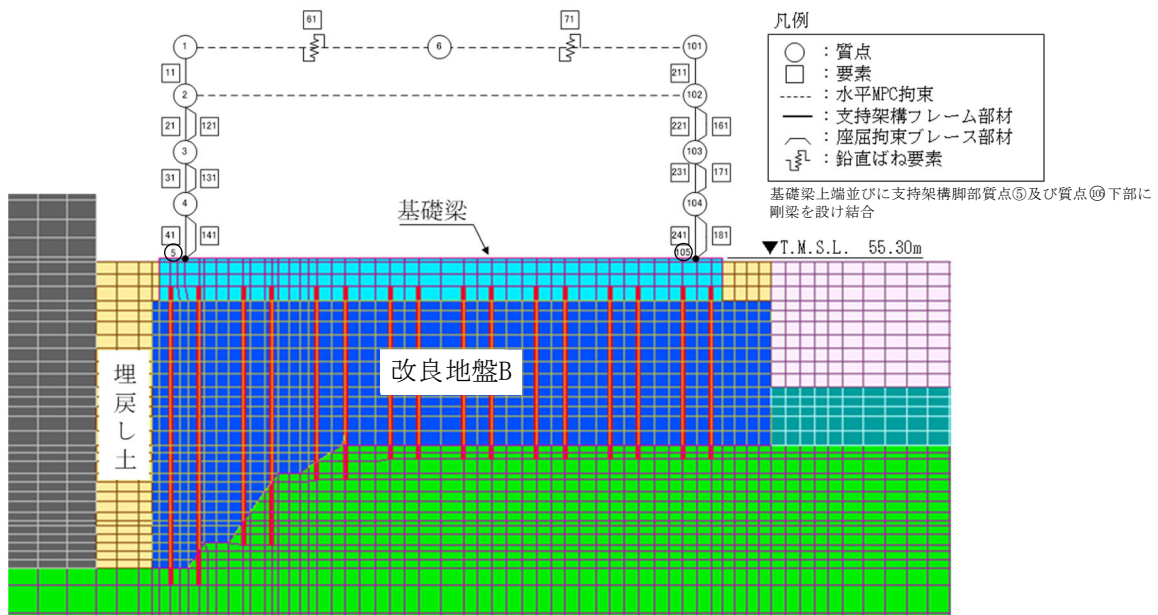 61
71
1
6
101
11
211
2
102
21
121
221
161
3
103
31
131
231
171
4
104
41
141
241
181
5
105
基礎梁
凡例
○ : 質点
□ : 要素
----- : 水平MPC拘束
― : 支持架構フレーム部材
: 座屈拘束ブレース部材
: 鉛直ばね要素
基礎梁上端並びに支持架構脚部質点⑤及び質点下部に
剛梁を設け結合
▼T.M.S.L. 55.30m
埋戻し土
改良地盤B